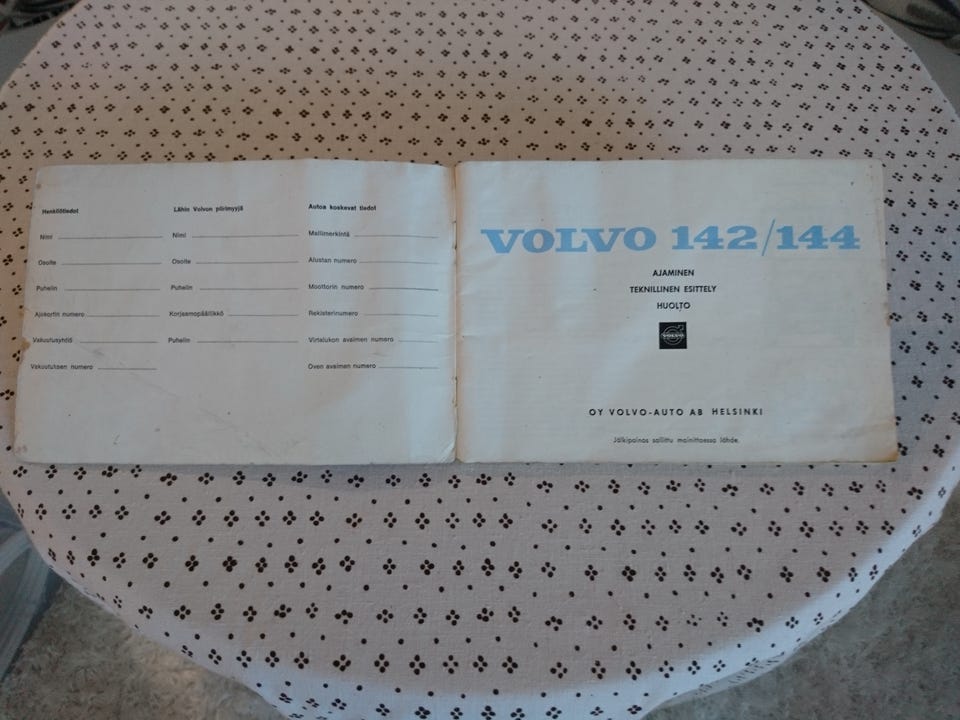 Henkilötiedot
Nimi
Osoite
Puhelin
Ajokortin numero
Vakuutusyhtiö
Vakuutuksen numero
Lähin Volvon piirimyyjä
Nimi
Osoite
Puhelin
Korjaamopäällikkö
Puhelin
Autoa koskevat tiedot
Mallimerkintä
Alustan numero
Moottorin numero
Rekisterinumero
Virtalukon avaimen numero
Oven avaimen numero
VOLVO 142/144
AJAMINEN
TEKNILLINEN ESITTELY
HUOLTO
VOLVO
OY VOLVO-AUTO AB HELSINKI
Jälkipainos sallittu mainittaessa lähde.